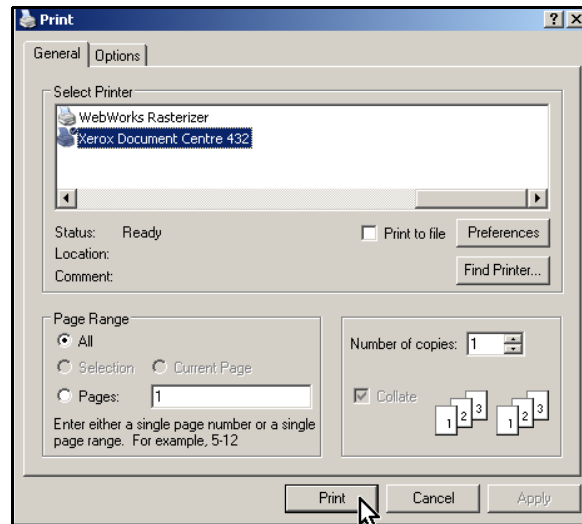 Print
General
Options
Select Printer
WebWorks Rasterizer
Xerox Document Centre 432
Status: Ready
Print to file
Preferences
Location:
Comment:
Find Printer...
Page Range
All
Selection
Current Page
Pages:
1
Enter either a single page number or a single
page range. For example, 5-12
Number of copies:
1
Collate
1 2 3
1 2 3
Print
Cancel
Apply